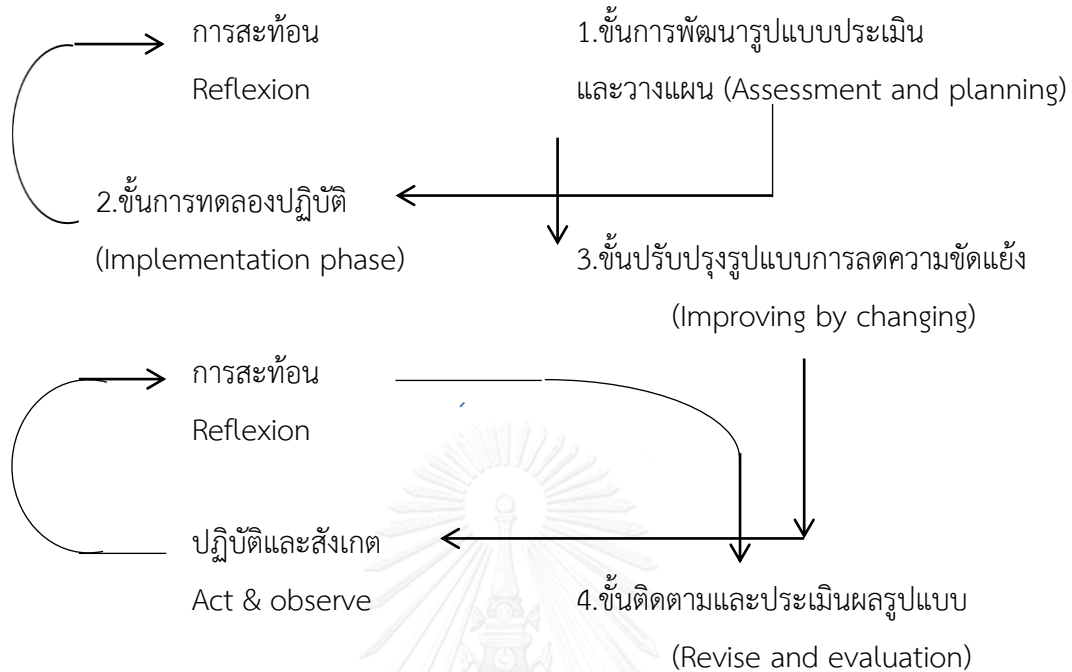 การสะท้อน
Reflexion
1.ขั้นการพัฒนารูปแบบประเมิน
และวางแผน (Assessment and planning)
2.ขั้นการทดลองปฏิบัติ
(Implementation phase)
3.ขั้นปรับปรุงรูปแบบการลดความขัดแย้ง
(Improving by changing)
การสะท้อน
Reflexion
ปฏิบัติและสังเกต
Act & observe
4.ขั้นติดตามและประเมินผลรูปแบบ
(Revise and evaluation)